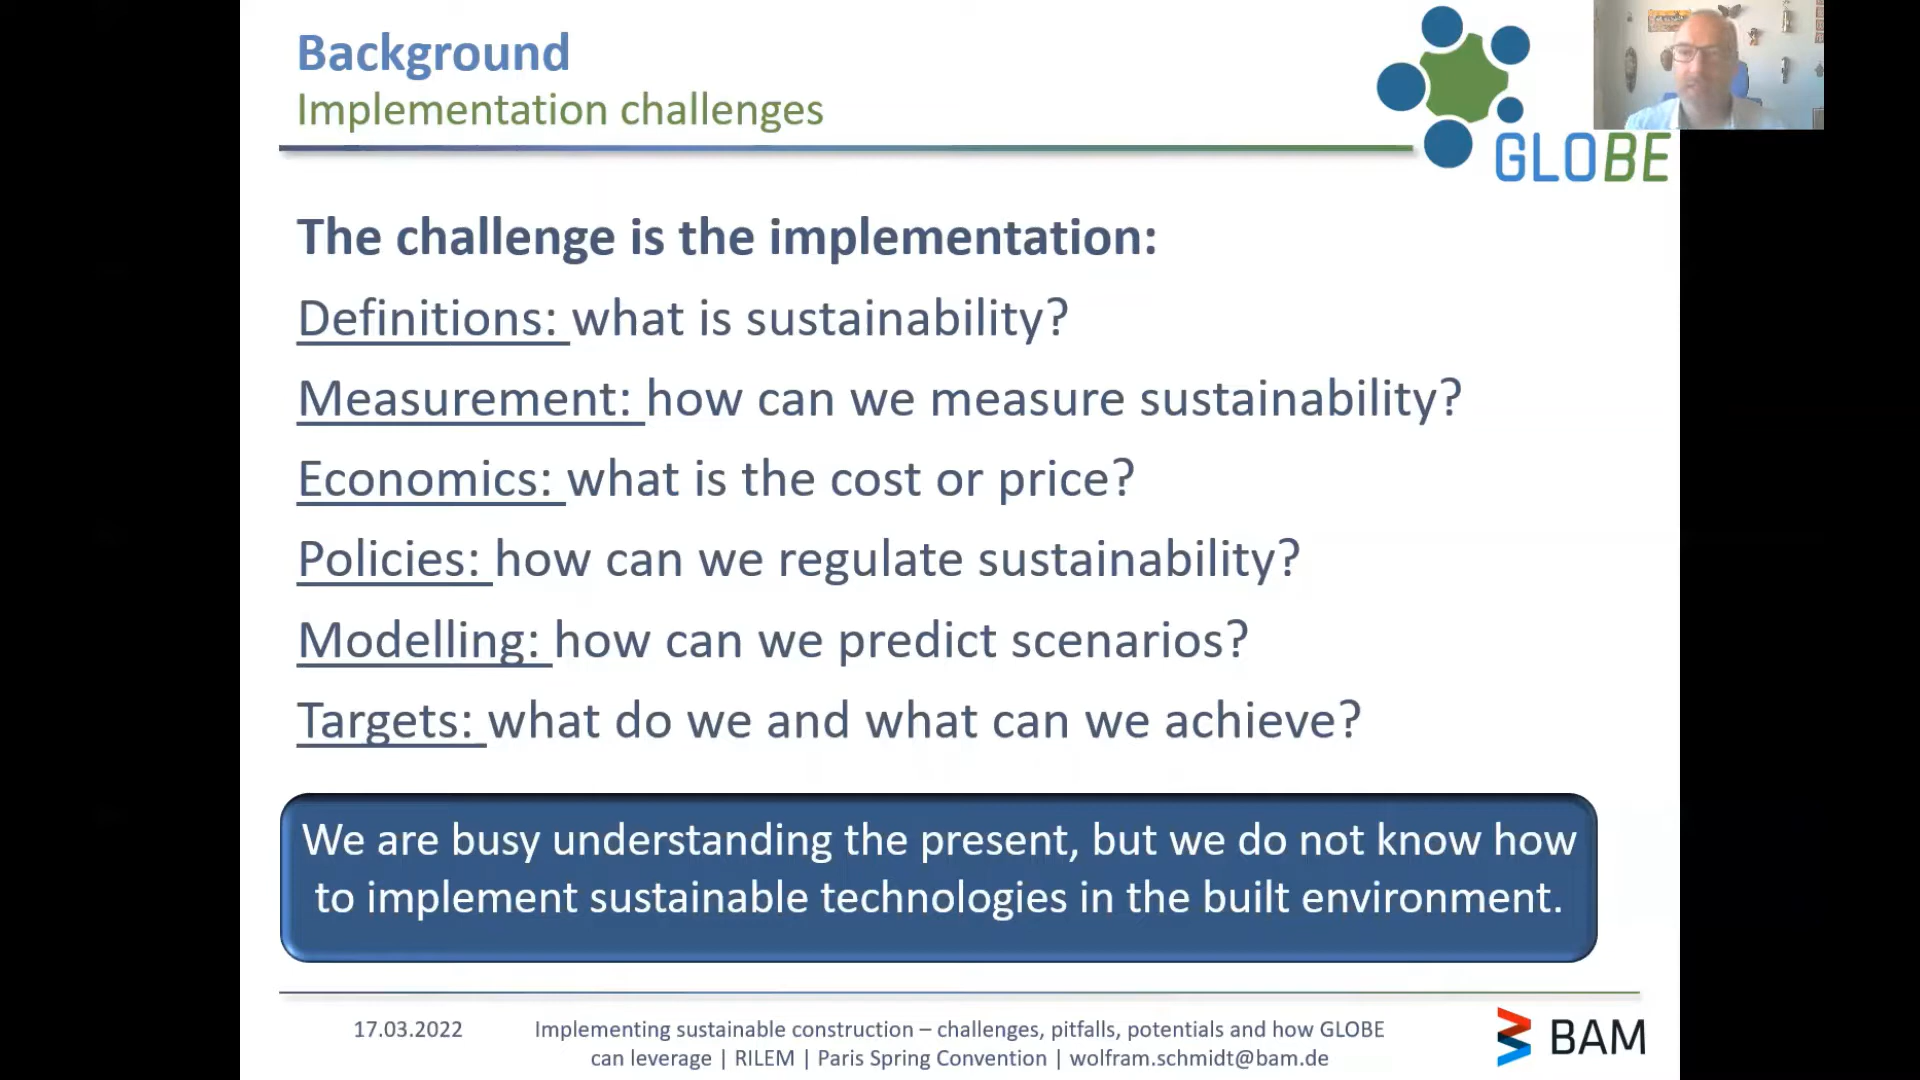 Background
Implementation challenges
GLOBE
The challenge is the implementation:
Definitions: what is sustainability?
Measurement: how can we measure sustainability?
Economics: what is the cost or price?
Policies: how can we regulate sustainability?
Modelling: how can we predict scenarios?
Targets: what do we and what can we achieve?
We are busy understanding the present, but we do not know how
to implement sustainable technologies in the built environment.
17.03.2022
Implementing sustainable construction – challenges, pitfalls, potentials and how GLOBE
can leverage | RILEM | Paris Spring Convention | wolfram.schmidt@bam.de
BAM